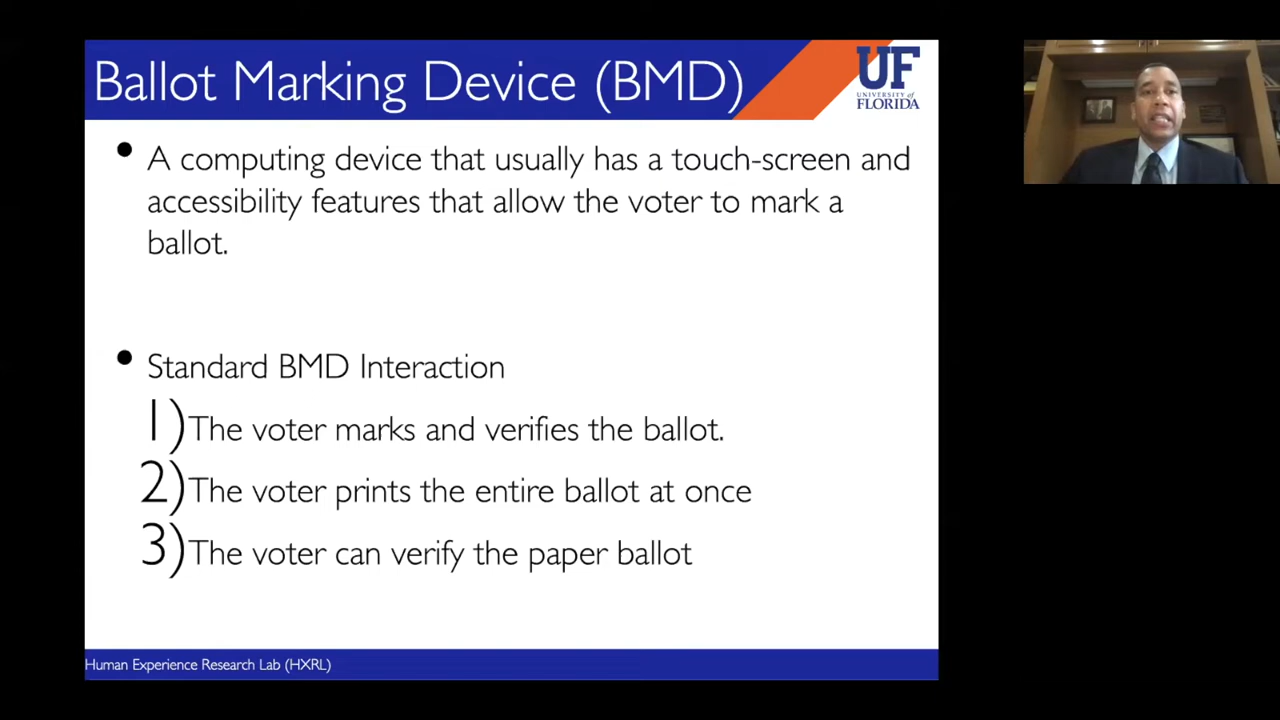 Ballot Marking Device (BMD)
UF
UNIVERSITY of
FLORIDA
• A computing device that usually has a touch-screen and
accessibility features that allow the voter to mark a
ballot.
• Standard BMD Interaction
1) The voter marks and verifies the ballot.
2) The voter prints the entire ballot at once
3) The voter can verify the paper ballot
Human Experience Research Lab (HXRL)